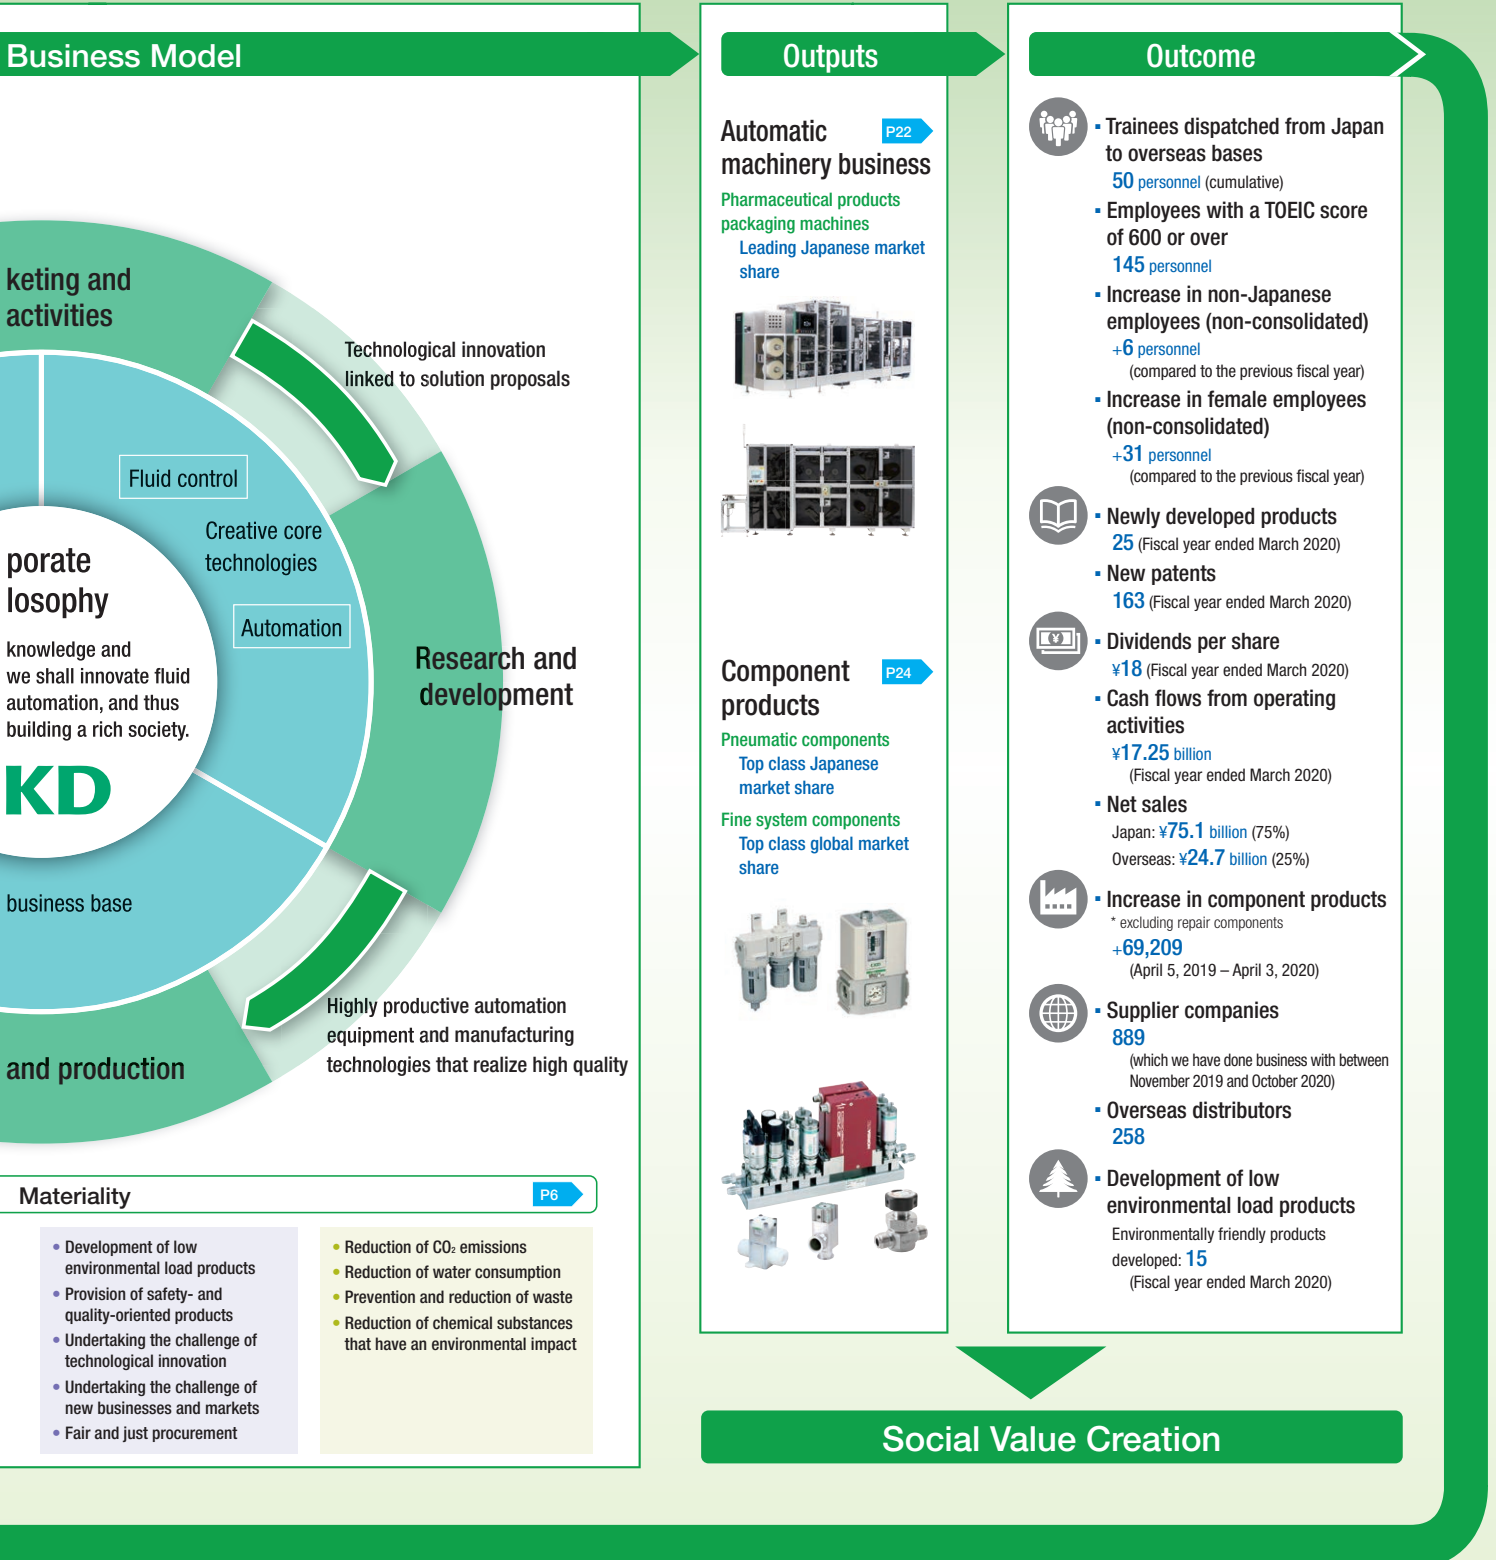 Business Model
keting and
activities
Technological innovation
linked to solution proposals
Fluid control
Creative core
technologies
Automation
porate
losophy
knowledge and
we shall innovate fluid
automation, and thus
building a rich society.
KD
Research and
development
business base
Highly productive automation
equipment and manufacturing
technologies that realize high quality
and production
Materiality
P6
• Development of low
environmental load products
• Provision of safety- and
quality-oriented products
• Undertaking the challenge of
technological innovation
• Undertaking the challenge of
new businesses and markets
• Fair and just procurement
• Reduction of CO₂ emissions
• Reduction of water consumption
• Prevention and reduction of waste
• Reduction of chemical substances
that have an environmental impact
Outputs
Automatic
P22
machinery business
Pharmaceutical products
packaging machines
Leading Japanese market
share
Component
P24
products
Pneumatic components
Top class Japanese
market share
Fine system components
Top class global market
share
Outcome
▪ Trainees dispatched from Japan
to overseas bases
50 personnel (cumulative)
▪ Employees with a TOEIC score
of 600 or over
145 personnel
▪ Increase in non-Japanese
employees (non-consolidated)
+6 personnel
(compared to the previous fiscal year)
▪ Increase in female employees
(non-consolidated)
+31 personnel
(compared to the previous fiscal year)
▪ Newly developed products
25 (Fiscal year ended March 2020)
▪ New patents
163 (Fiscal year ended March 2020)
▪ Dividends per share
¥18 (Fiscal year ended March 2020)
▪ Cash flows from operating
activities
¥17.25 billion
(Fiscal year ended March 2020)
▪ Net sales
Japan: ¥75.1 billion (75%)
Overseas: ¥24.7 billion (25%)
▪ Increase in component products
* excluding repair components
+69,209
(April 5, 2019 – April 3, 2020)
▪ Supplier companies
889
(which we have done business with between
November 2019 and October 2020)
▪ Overseas distributors
258
▪ Development of low
environmental load products
Environmentally friendly products
developed: 15
(Fiscal year ended March 2020)
Social Value Creation